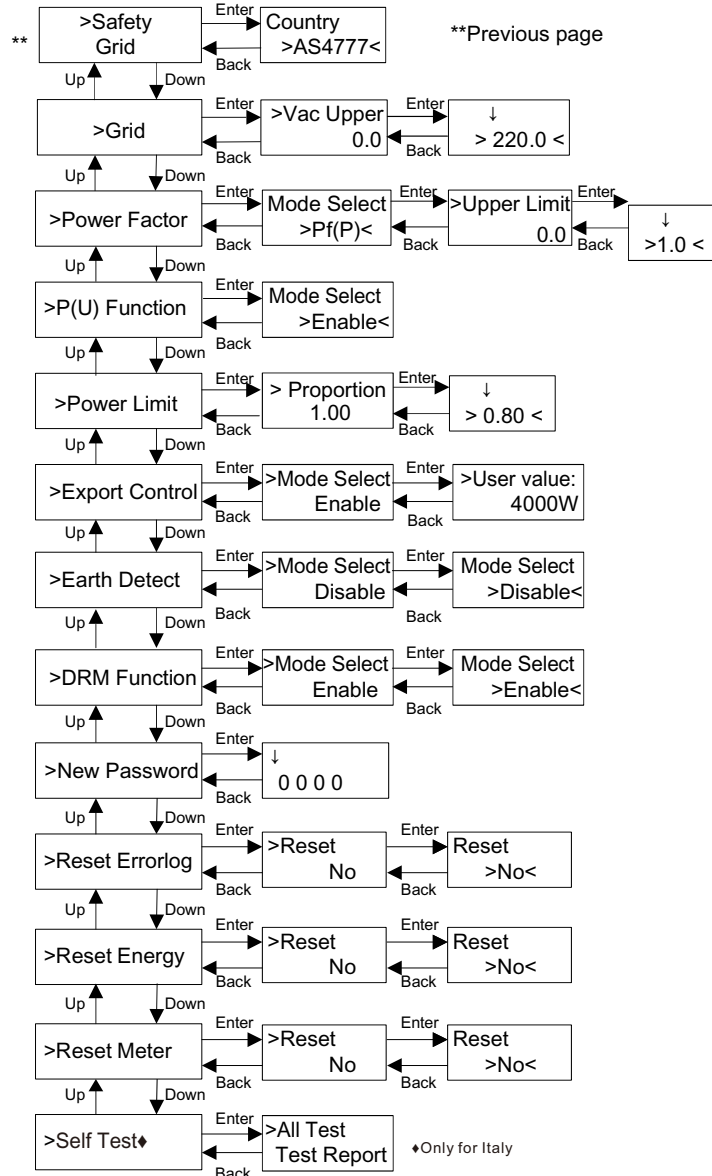 **
>Safety
Grid
Enter
Back
Country
>AS4777<
**Previous page
Up
Down
>Grid
Enter
Back
>Vac Upper
0.0
Enter
Back
↓
> 220.0 <
Up
Down
>Power Factor
Enter
Back
Mode Select
>Pf(P)<
Enter
Back
>Upper Limit
0.0
Enter
Back
↓
>1.0 <
Up
Down
>P(U) Function
Enter
Back
Mode Select
>Enable<
Up
Down
>Power Limit
Enter
Back
> Proportion
1.00
Enter
Back
↓
> 0.80 <
Up
Down
>Export Control
Enter
Back
>Mode Select
Enable
Enter
Back
>User value:
4000W
Up
Down
>Earth Detect
Enter
Back
>Mode Select
Disable
Enter
Back
Mode Select
>Disable<
Up
Down
>DRM Function
Enter
Back
>Mode Select
Enable
Enter
Back
Mode Select
>Enable<
Up
Down
>New Password
Enter
Back
↓
0 0 0 0
Up
Down
>Reset Errorlog
Enter
Back
>Reset
No
Enter
Back
Reset
>No<
Up
Down
>Reset Energy
Enter
Back
>Reset
No
Enter
Back
Reset
>No<
Up
Down
>Reset Meter
Enter
Back
>Reset
No
Enter
Back
Reset
>No<
Up
Down
>Self Test♦
Enter
Back
>All Test
Test Report
♦Only for Italy